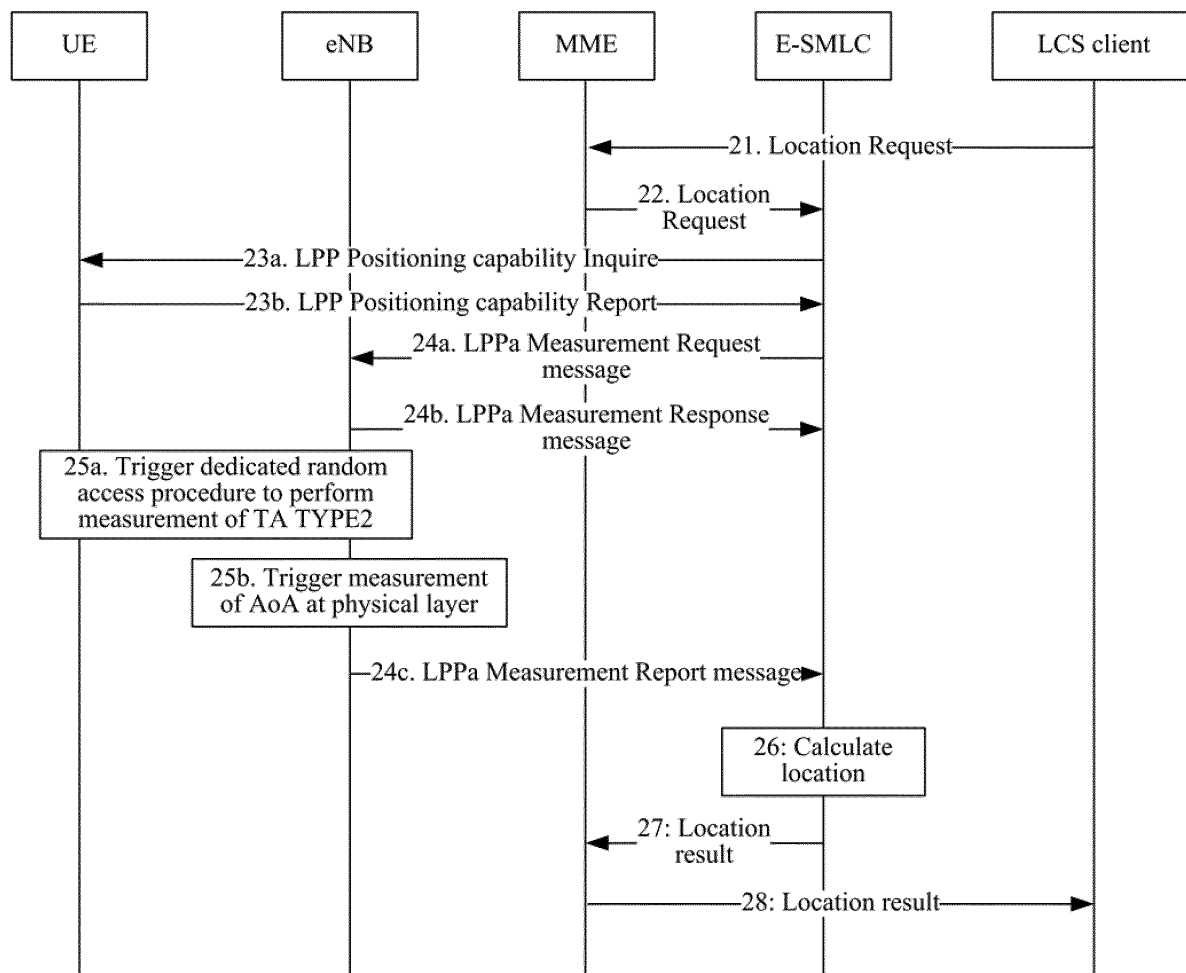 UE
eNB
MME
E-SMLC
LCS client
21. Location Request
22. Location
Request
23a. LPP Positioning capability Inquire
23b. LPP Positioning capability Report
24a. LPPa Measurement Request
message
24b. LPPa Measurement Response
message
25a. Trigger dedicated random
access procedure to perform
measurement of TA TYPE2
25b. Trigger measurement
of AoA at physical layer
24c. LPPa Measurement Report message
26: Calculate
location
27: Location
result
28: Location result